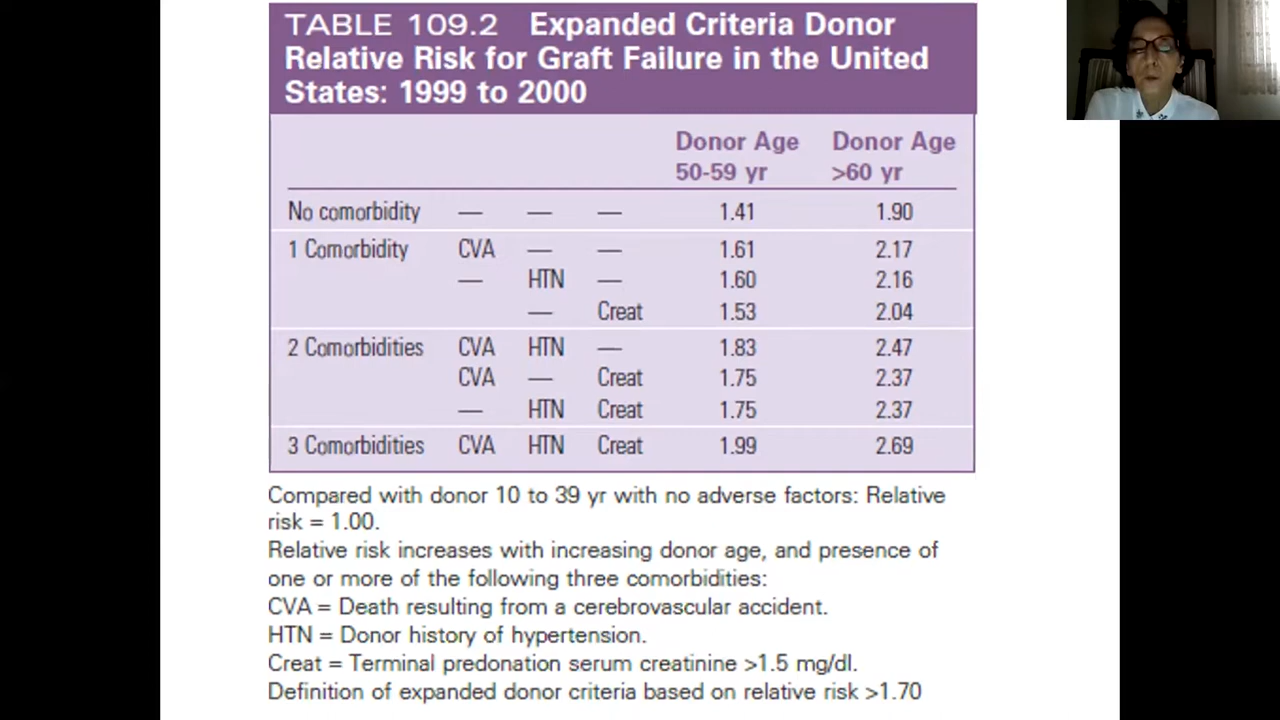 TABLE 109.2 Expanded Criteria Donor
Relative Risk for Graft Failure in the United
States: 1999 to 2000
Donor Age Donor Age
50-59 yr >60 yr
No comorbidity — — — 1.41 1.90
1 Comorbidity CVA — — 1.61 2.17
— HTN — 1.60 2.16
— Creat 1.53 2.04
2 Comorbidities CVA HTN — 1.83 2.47
CVA — Creat 1.75 2.37
— HTN Creat 1.75 2.37
3 Comorbidities CVA HTN Creat 1.99 2.69
Compared with donor 10 to 39 yr with no adverse factors: Relative
risk = 1.00.
Relative risk increases with increasing donor age, and presence of
one or more of the following three comorbidities:
CVA = Death resulting from a cerebrovascular accident.
HTN = Donor history of hypertension.
Creat = Terminal predonation serum creatinine >1.5 mg/dl.
Definition of expanded donor criteria based on relative risk >1.70